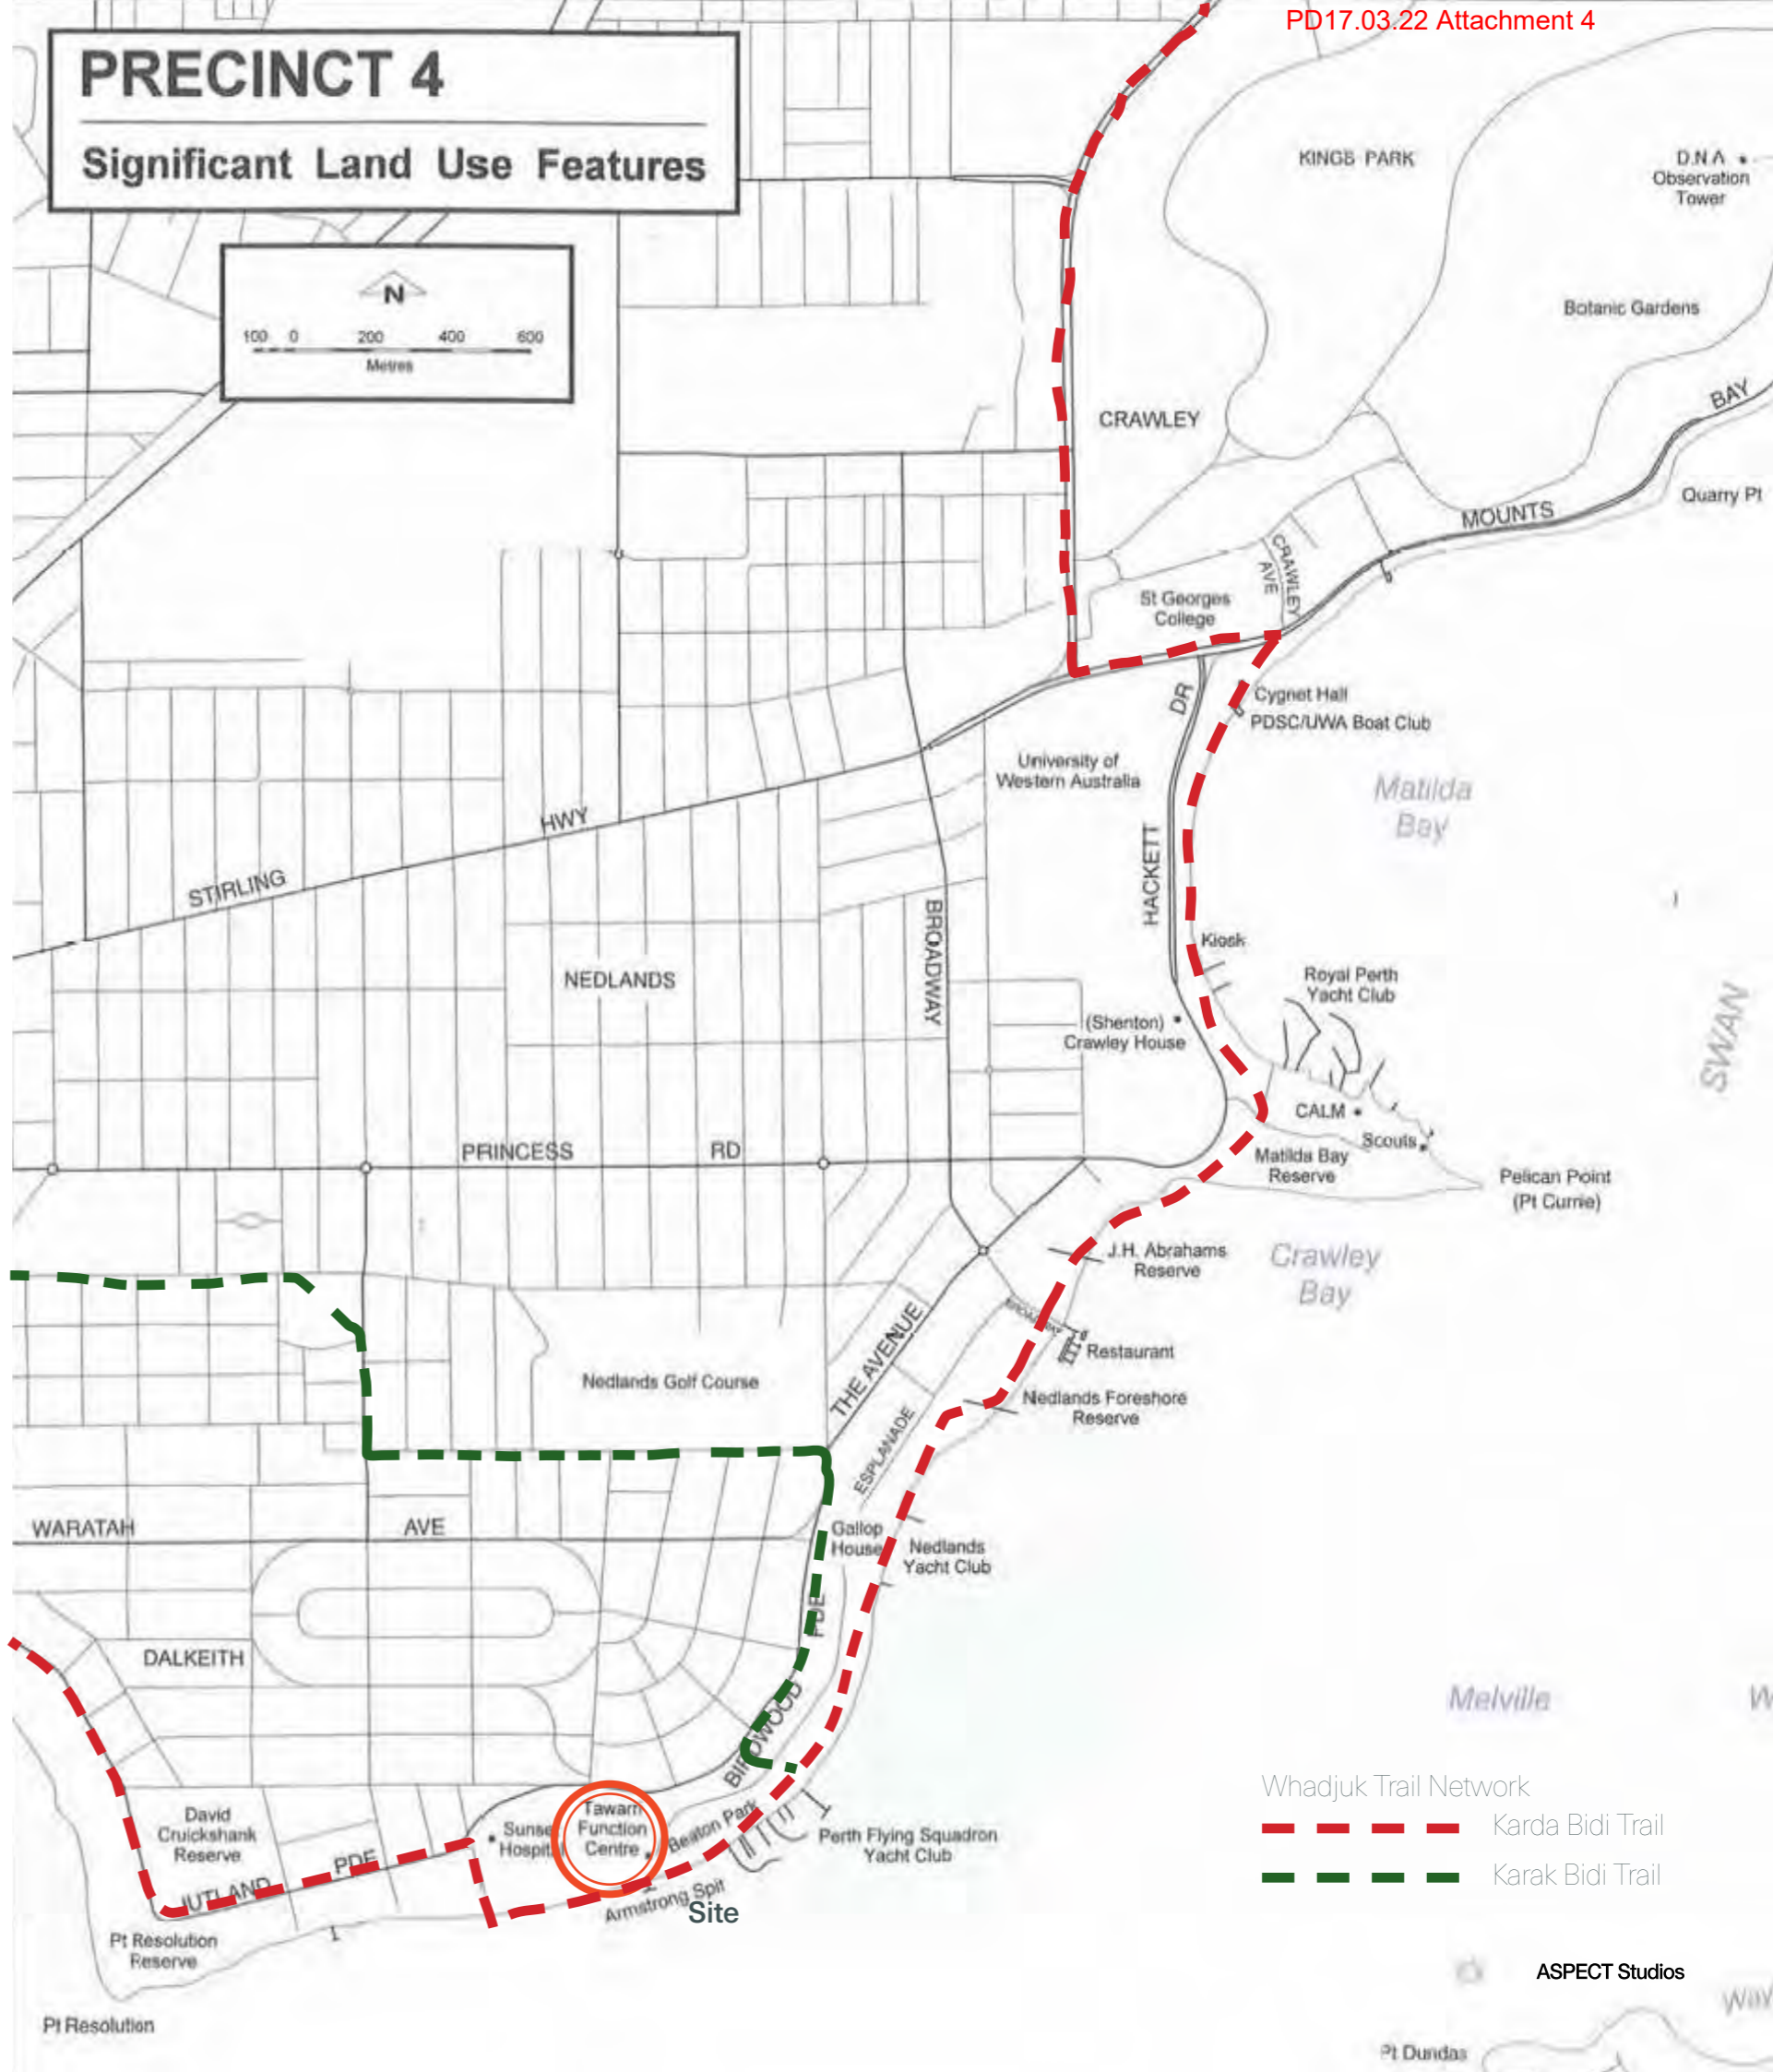 PD17.03.22 Attachment 4
PRECINCT 4
Significant Land Use Features
N
100 0 200 400 600
Metres
KINGS PARK
D.N.A
Observation
Tower
Botanic Gardens
CRAWLEY
BAY
MOUNTS
Quarry Pt
CRAWLEY
AVE
St Georges
College
DR
Cygnet Hall
PDSC/UWA Boat Club
University of
Western Australia
Matilda
Bay
HWY
STIRLING
HACKETT
BROADWAY
Kiosk
NEDLANDS
Royal Perth
Yacht Club
SWAN
(Shenton)
Crawley House
CALM
Scouts
PRINCESS RD
Matilda Bay
Reserve
Pelican Point
(Pt Currie)
J.H. Abrahams
Reserve
Crawley
Bay
BROADWAY
Restaurant
THE AVENUE
Nedlands Golf Course
Nedlands Foreshore
Reserve
ESPLANADE
WARATAH AVE
Gallop
House
Nedlands
Yacht Club
PDE
DALKEITH
BIRDWOOD
Melville
W
Whadjuk Trail Network
Karda Bidi Trail
Karak Bidi Trail
David
Cruickshank
Reserve
Sunset
Hospital
Tawarri
Function
Centre
Beaton Park
Perth Flying Squadron
Yacht Club
JUTLAND PDE
Armstrong Spit
Site
Pt Resolution
Reserve
ASPECT Studios
Way
Pt Resolution
Pt Dundas